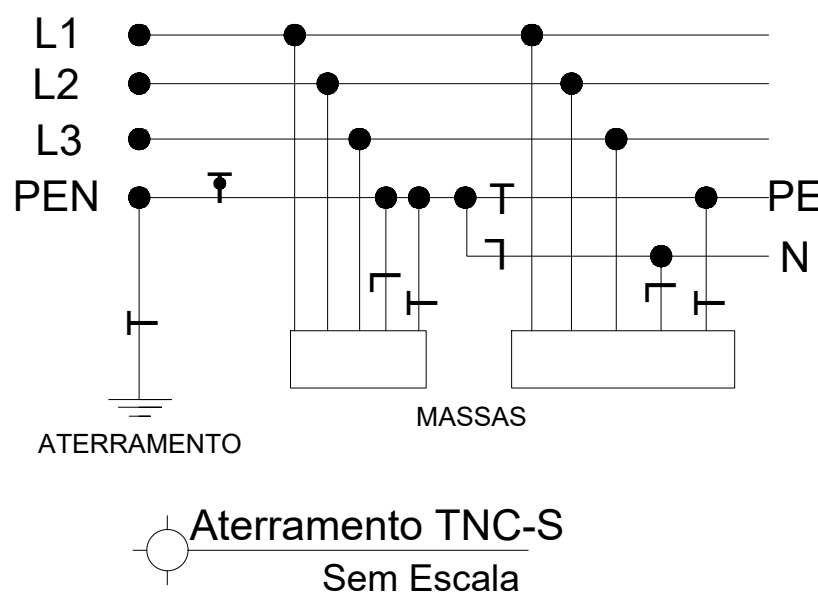 L1
L2
L3
PEN
PE
N
MASSAS
ATERRAMENTO
Aterramento TNC-S
Sem Escala